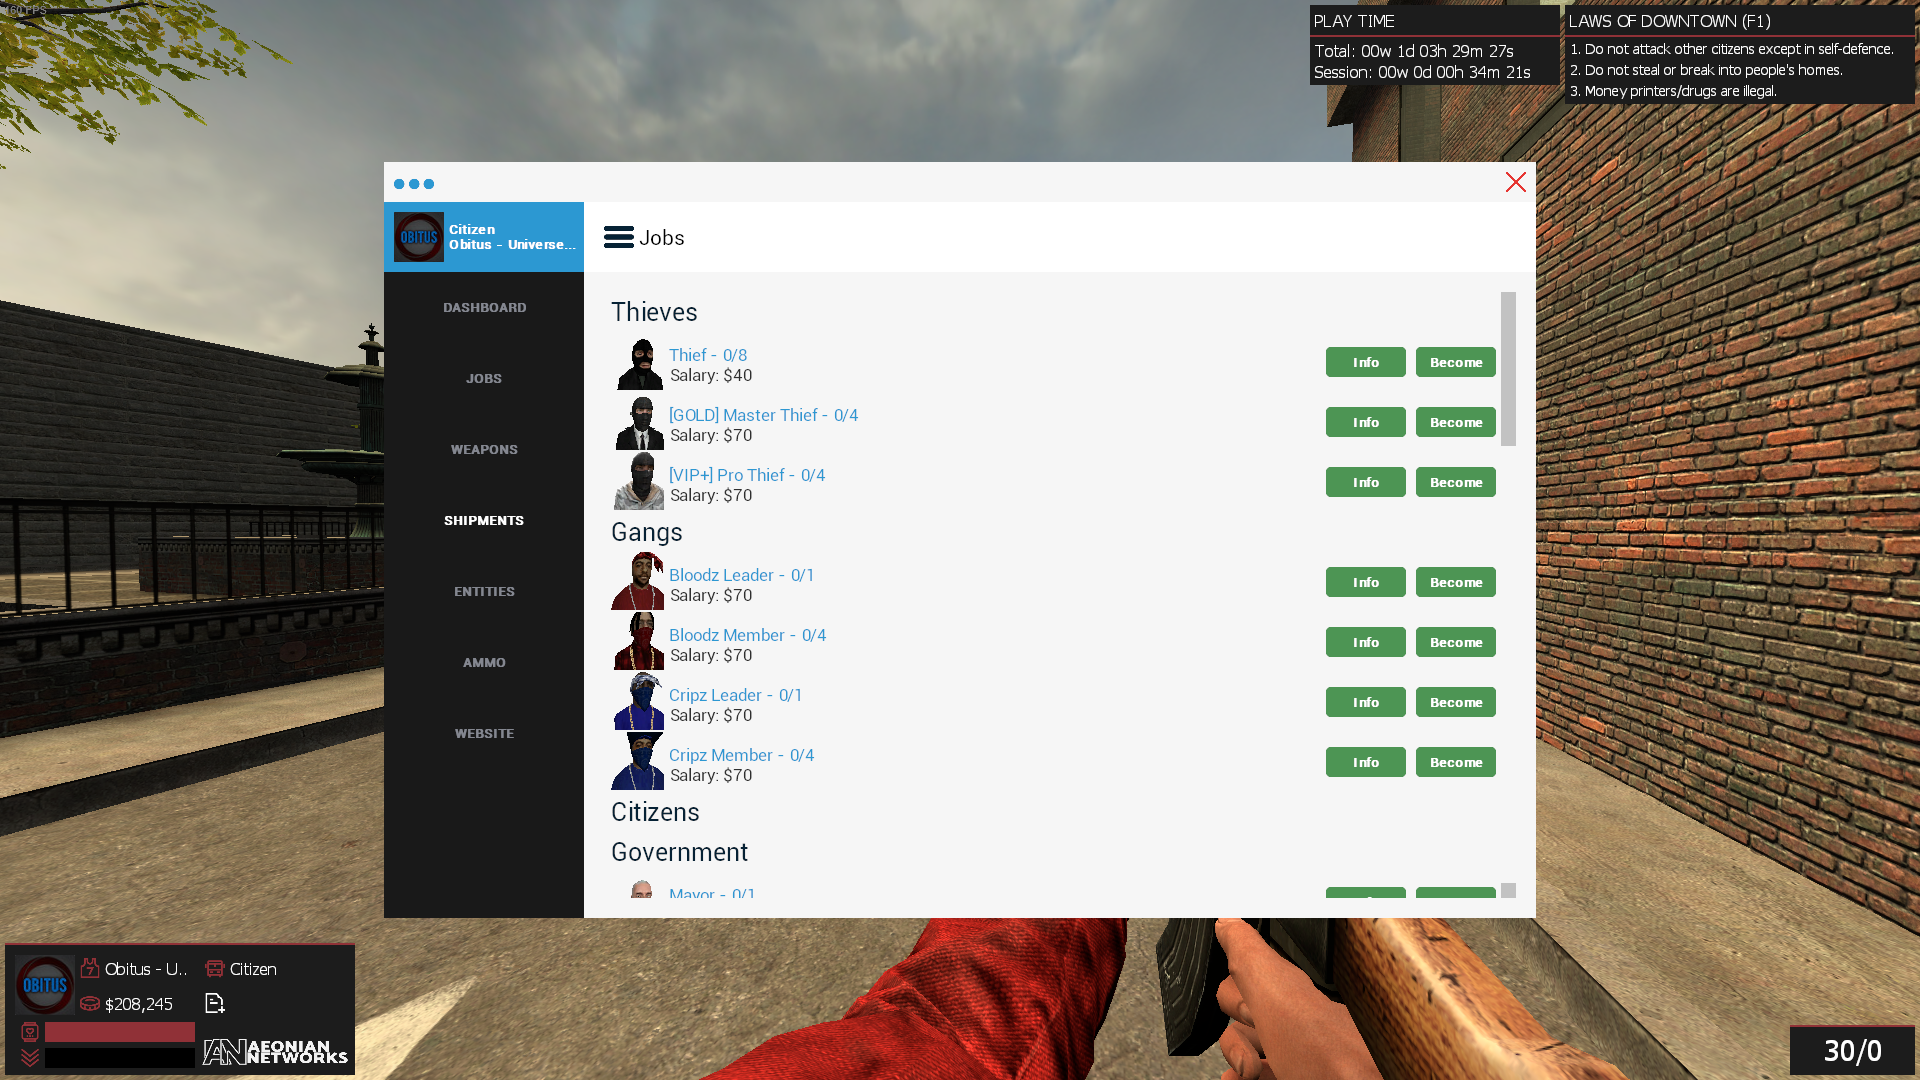 160 FPS
PLAY TIME
Total: 00w 1d 03h 29m 27s
Session: 00w 0d 00h 34m 21s
LAWS OF DOWNTOWN (F1)
1. Do not attack other citizens except in self-defence.
2. Do not steal or break into people's homes.
3. Money printers/drugs are illegal.
OBITUS
Citizen
Obitus - Universe...
DASHBOARD
JOBS
WEAPONS
SHIPMENTS
ENTITIES
AMMO
WEBSITE
Jobs
Thieves
Thief - 0/8
Salary: $40
Info Become
[GOLD] Master Thief - 0/4
Salary: $70
Info Become
[VIP+] Pro Thief - 0/4
Salary: $70
Info Become
Gangs
Bloodz Leader - 0/1
Salary: $70
Info Become
Bloodz Member - 0/4
Salary: $70
Info Become
Cripz Leader - 0/1
Salary: $70
Info Become
Cripz Member - 0/4
Salary: $70
Info Become
Citizens
Government
Mayor - 0/1
OBITUS
7 Obitus - U.. Citizen
$208,245
AN AEONIAN
NETWORKS
30/0